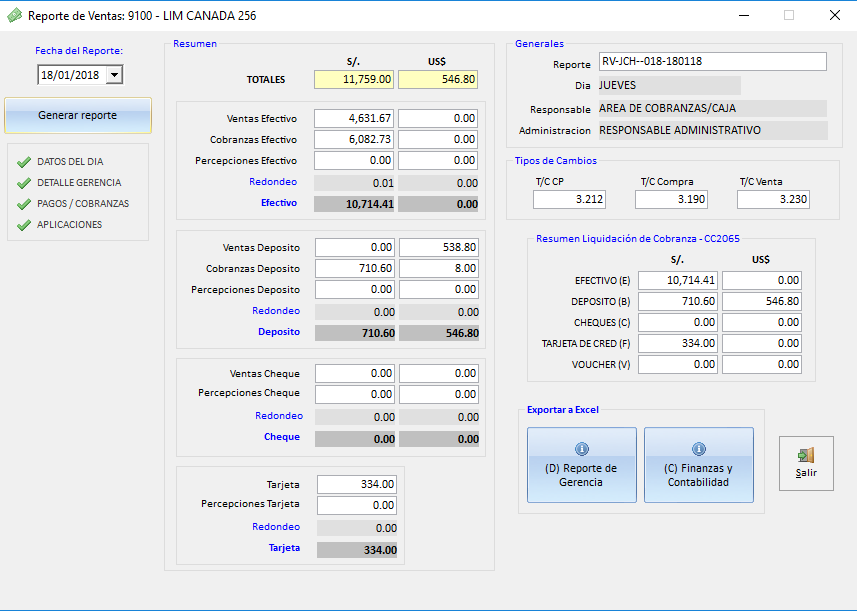 Reporte de Ventas: 9100 - LIM CANADA 256
Fecha del Reporte:
18/01/2018
Generar reporte
DATOS DEL DIA
DETALLE GERENCIA
PAGOS / COBRANZAS
APLICACIONES
Resumen
S/. US$
TOTALES 11,759.00 546.80
Ventas Efectivo 4,631.67 0.00
Cobranzas Efectivo 6,082.73 0.00
Percepciones Efectivo 0.00 0.00
Redondeo 0.01 0.00
Efectivo 10,714.41 0.00
Ventas Deposito 0.00 538.80
Cobranzas Deposito 710.60 8.00
Percepciones Deposito 0.00 0.00
Redondeo 0.00 0.00
Deposito 710.60 546.80
Ventas Cheque 0.00 0.00
Percepciones Cheque 0.00 0.00
Redondeo 0.00 0.00
Cheque 0.00 0.00
Tarjeta 334.00
Percepciones Tarjeta 0.00
Redondeo 0.00
Tarjeta 334.00
Generales
Reporte RV-JCH--018-180118
Dia JUEVES
Responsable AREA DE COBRANZAS/CAJA
Administracion RESPONSABLE ADMINISTRATIVO
Tipos de Cambios
T/C CP T/C Compra T/C Venta
3.212 3.190 3.230
Resumen Liquidación de Cobranza - CC2065
S/. US$
EFECTIVO (E) 10,714.41 0.00
DEPOSITO (B) 710.60 546.80
CHEQUES (C) 0.00 0.00
TARJETA DE CRED (F) 334.00 0.00
VOUCHER (V) 0.00 0.00
Exportar a Excel
(D) Reporte de
Gerencia
(C) Finanzas y
Contabilidad
Salir